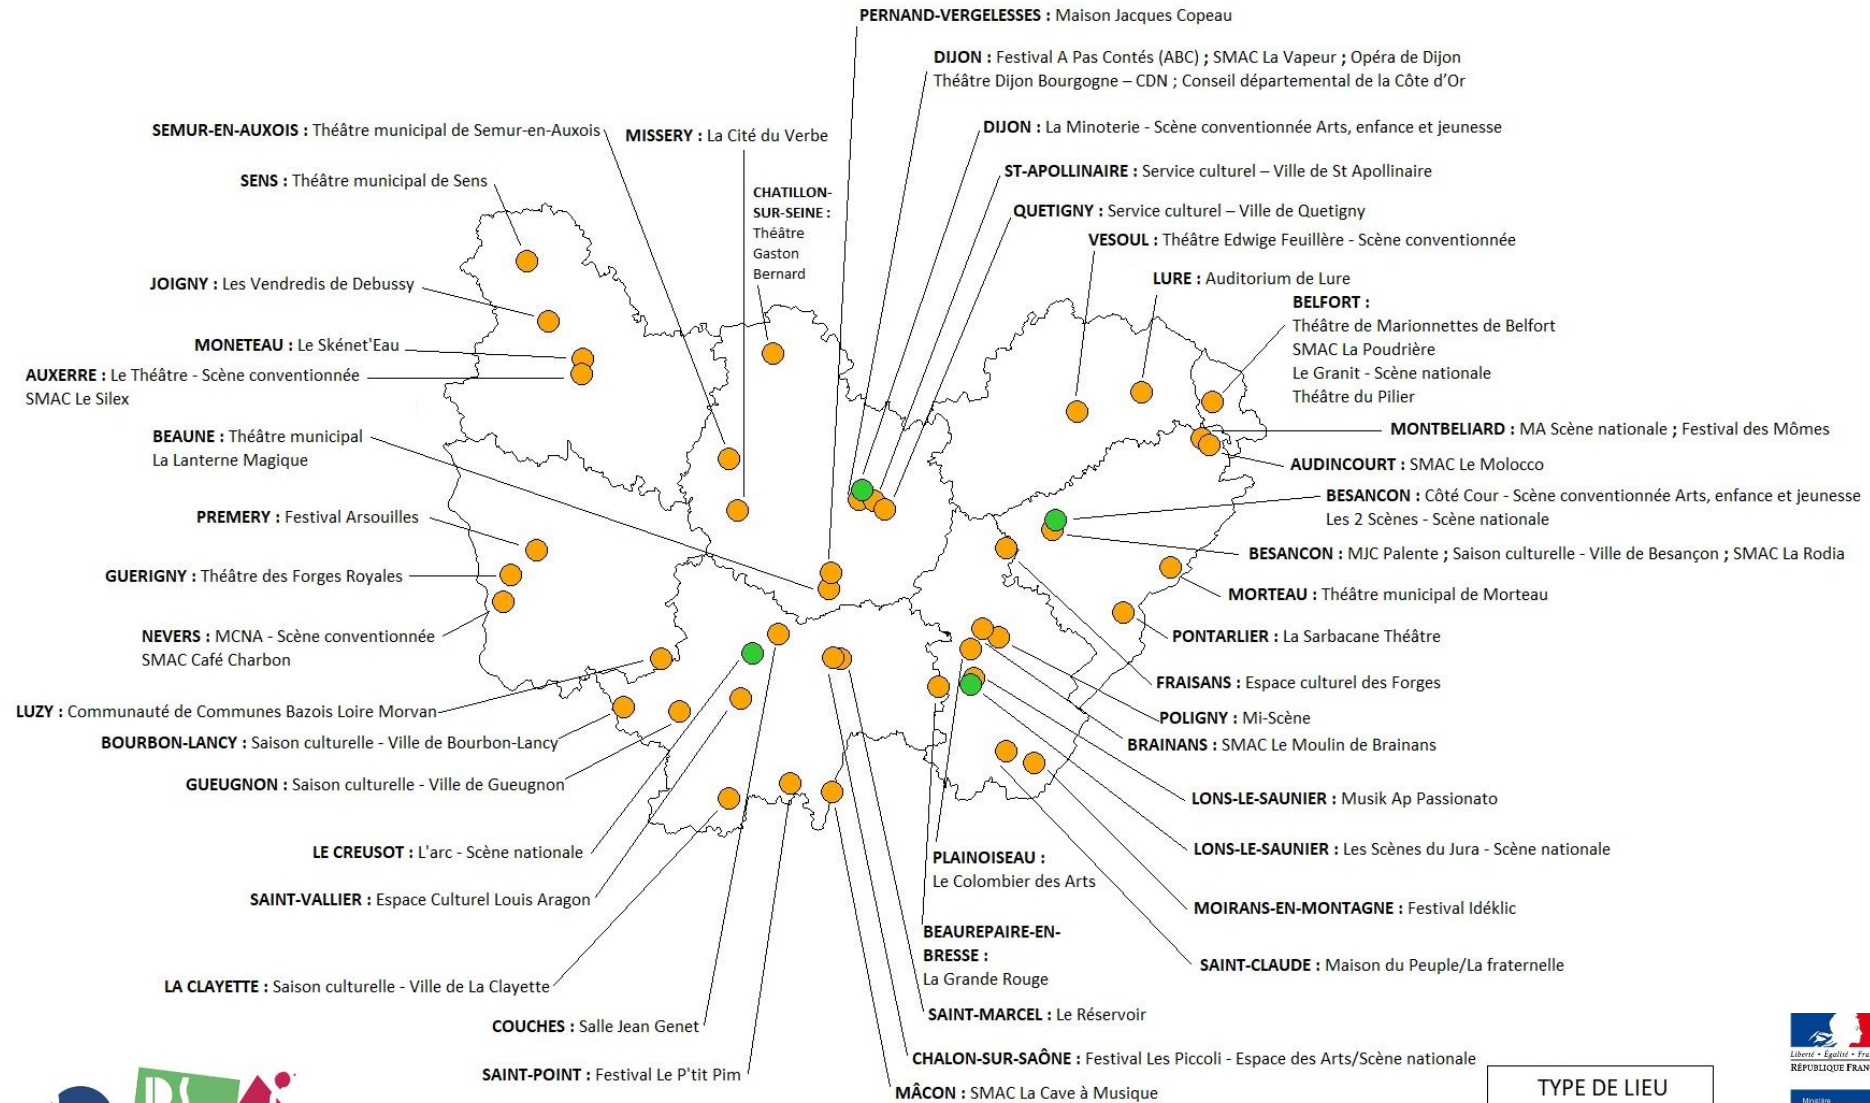 PERNAND-VERGELESSES : Maison Jacques Copeau
DIJON : Festival A Pas Contés (ABC) ; SMAC La Vapeur ; Opéra de Dijon
Théâtre Dijon Bourgogne – CDN ; Conseil départemental de la Côte d’Or
SEMUR-EN-AUXOIS : Théâtre municipal de Semur-en-Auxois
MISSERY : La Cité du Verbe
DIJON : La Minoterie - Scène conventionnée Arts, enfance et jeunesse
ST-APOLLINAIRE : Service culturel – Ville de St Apollinaire
SENS : Théâtre municipal de Sens
CHATILLON-
SUR-SEINE :
Théâtre
Gaston
Bernard
QUETIGNY : Service culturel – Ville de Quetigny
VESOUL : Théâtre Edwige Feuillère - Scène conventionnée
LURE : Auditorium de Lure
JOIGNY : Les Vendredis de Debussy
BELFORT :
Théâtre de Marionnettes de Belfort
SMAC La Poudrière
Le Granit - Scène nationale
Théâtre du Pilier
MONETEAU : Le Skénet'Eau
AUXERRE : Le Théâtre - Scène conventionnée
SMAC Le Silex
BEAUNE : Théâtre municipal
La Lanterne Magique
MONTBELIARD : MA Scène nationale ; Festival des Mômes
AUDINCOURT : SMAC Le Molocco
BESANCON : Côté Cour - Scène conventionnée Arts, enfance et jeunesse
Les 2 Scènes - Scène nationale
PREMERY : Festival Arsouilles
BESANCON : MJC Palente ; Saison culturelle - Ville de Besançon ; SMAC La Rodia
GUERIGNY : Théâtre des Forges Royales
MORTEAU : Théâtre municipal de Morteau
NEVERS : MCNA - Scène conventionnée
SMAC Café Charbon
PONTARLIER : La Sarbacane Théâtre
FRAISANS : Espace culturel des Forges
LUZY : Communauté de Communes Bazois Loire Morvan
POLIGNY : Mi-Scène
BOURBON-LANCY : Saison culturelle - Ville de Bourbon-Lancy
BRAINANS : SMAC Le Moulin de Brainans
GUEUGNON : Saison culturelle - Ville de Gueugnon
LONS-LE-SAUNIER : Musik Ap Passionato
LE CREUSOT : L'arc - Scène nationale
LONS-LE-SAUNIER : Les Scènes du Jura - Scène nationale
PLAINOISEAU :
Le Colombier des Arts
SAINT-VALLIER : Espace Culturel Louis Aragon
MOIRANS-EN-MONTAGNE : Festival Idéklic
BEAUREPAIRE-EN-
BRESSE :
La Grande Rouge
SAINT-CLAUDE : Maison du Peuple/La fraternelle
LA CLAYETTE : Saison culturelle - Ville de La Clayette
SAINT-MARCEL : Le Réservoir
COUCHES : Salle Jean Genet
CHALON-SUR-SAÔNE : Festival Les Piccoli - Espace des Arts/Scène nationale
SAINT-POINT : Festival Le P'tit Pim
MÂCON : SMAC La Cave à Musique
TYPE DE LIEU
Liberté • Égalité • Fra
RÉPUBLIQUE FRAN